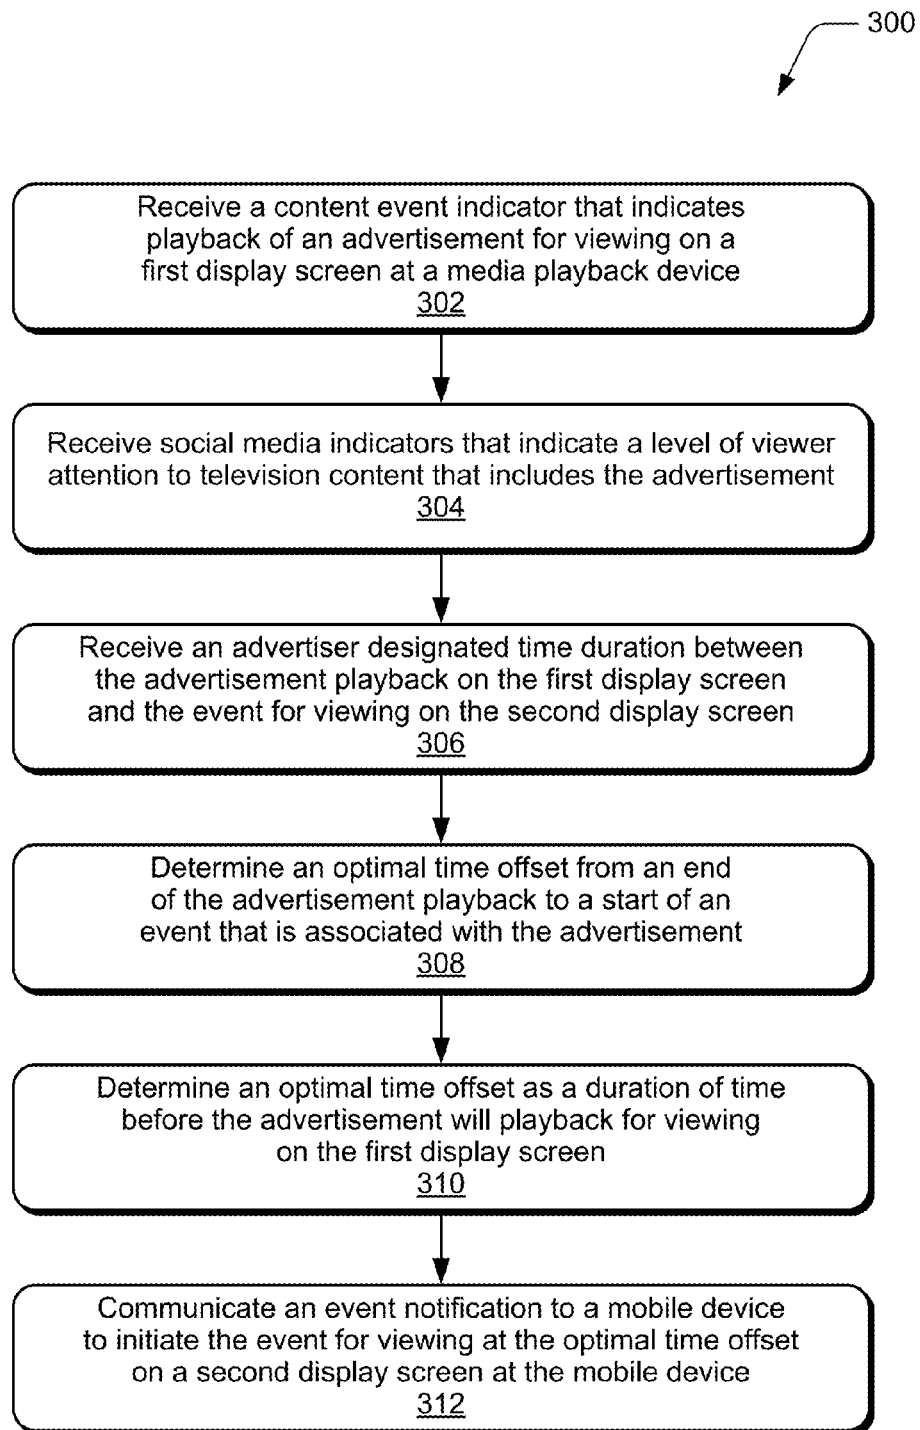 300
Receive a content event indicator that indicates
playback of an advertisement for viewing on a
first display screen at a media playback device
302
Receive social media indicators that indicate a level of viewer
attention to television content that includes the advertisement
304
Receive an advertiser designated time duration between
the advertisement playback on the first display screen
and the event for viewing on the second display screen
306
Determine an optimal time offset from an end
of the advertisement playback to a start of an
event that is associated with the advertisement
308
Determine an optimal time offset as a duration of time
before the advertisement will playback for viewing
on the first display screen
310
Communicate an event notification to a mobile device
to initiate the event for viewing at the optimal time offset
on a second display screen at the mobile device
312